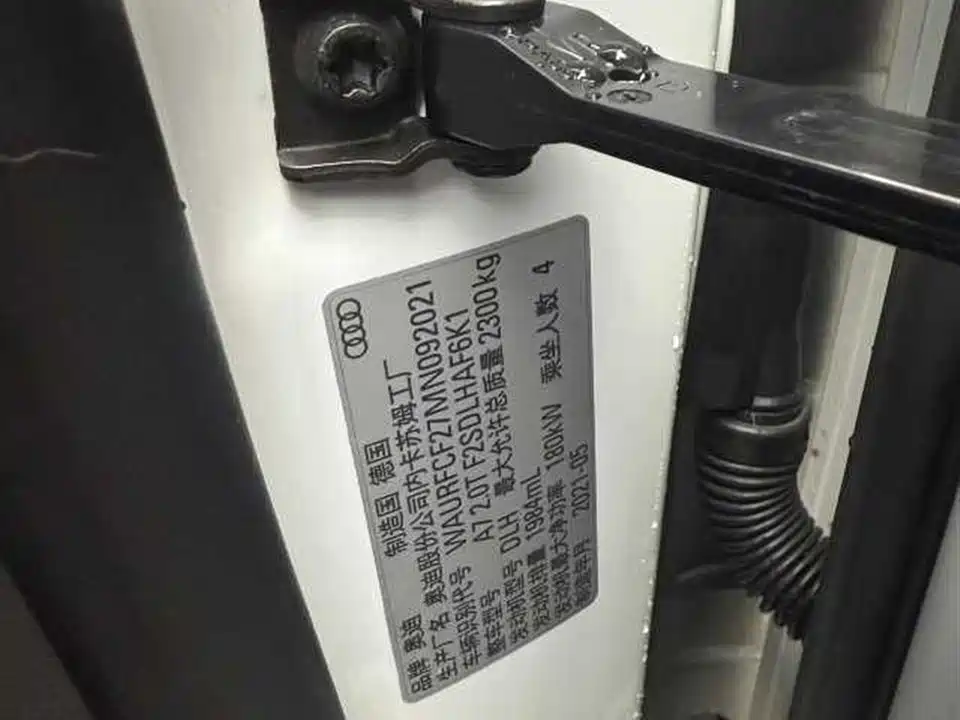 品牌 奥迪 制造国 德国
生产厂名 奥迪股份公司内卡苏姆工厂
车辆识别代号 WAURFCF27MN092021
整车型号 A7 2.0T F2SDLHAF6K1
发动机型号 DLH 最大允许总质量 2300kg
发动机排量 1984mL
发动机最大净功率 180kW 乘坐人数 4
制造年月 2021-05